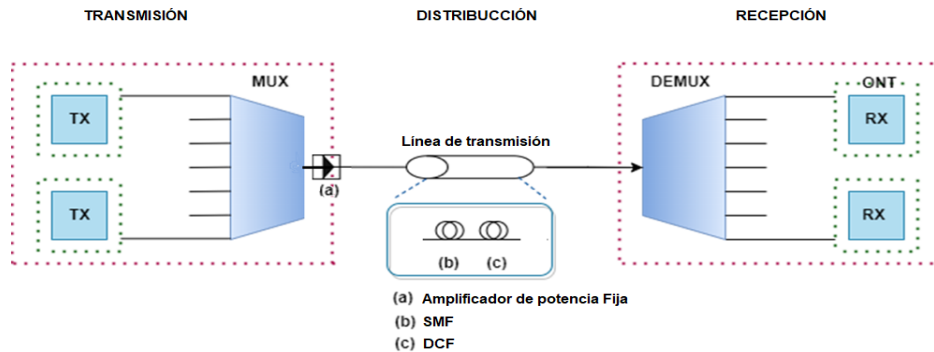 TRANSMISIÓN
DISTRIBUCCIÓN
RECEPCIÓN
MUX
DEMUX
ONT
TX
RX
Línea de transmisión
(a)
TX
RX
(b) (c)
(a) Amplificador de potencia Fija
(b) SMF
(c) DCF